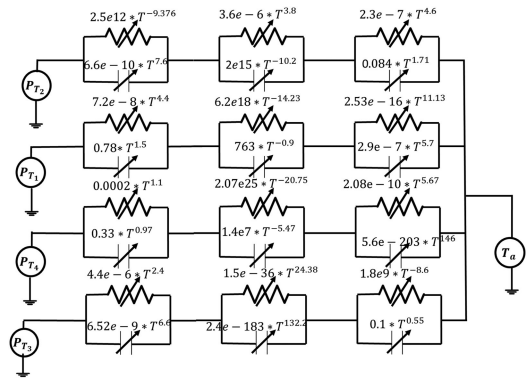 2.5e12 * T^−9.376 3.6e − 6 * T^3.8 2.3e − 7 * T^4.6
6.6e − 10 * T^7.6 2e15 * T^−10.2 0.084 * T^1.71
P_T2
7.2e − 8 * T^4.4 6.2e18 * T^−14.23 2.53e − 16 * T^11.13
0.78 * T^1.5 763 * T^−0.9 2.9e − 7 * T^5.7
P_T1
0.0002 * T^1.1 2.07e25 * T^−20.75 2.08e − 10 * T^5.67
0.33 * T^0.97 1.4e7 * T^−5.47 5.6e − 203 * T^146
P_T4
T_a
4.4e − 6 * T^2.4 1.5e − 36 * T^24.38 1.8e9 * T^−8.6
6.52e − 9 * T^6.6 2.4e − 183 * T^132.2 0.1 * T^0.55
P_T3